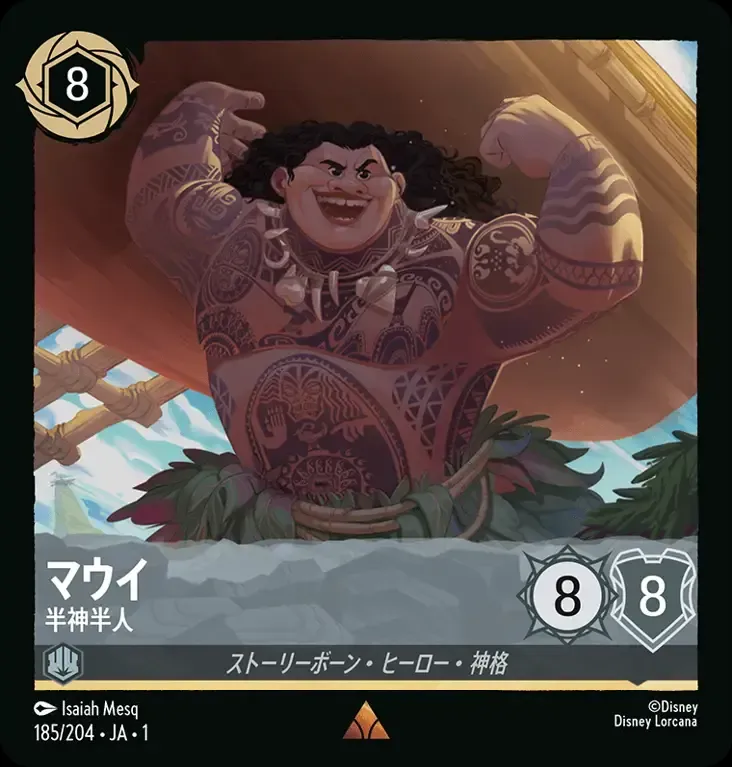 8
マウイ
半神半人
8
8
ストーリーボーン・ヒーロー・神格
Isaiah Mesq
185/204・JA・1
©Disney
Disney Lorcana